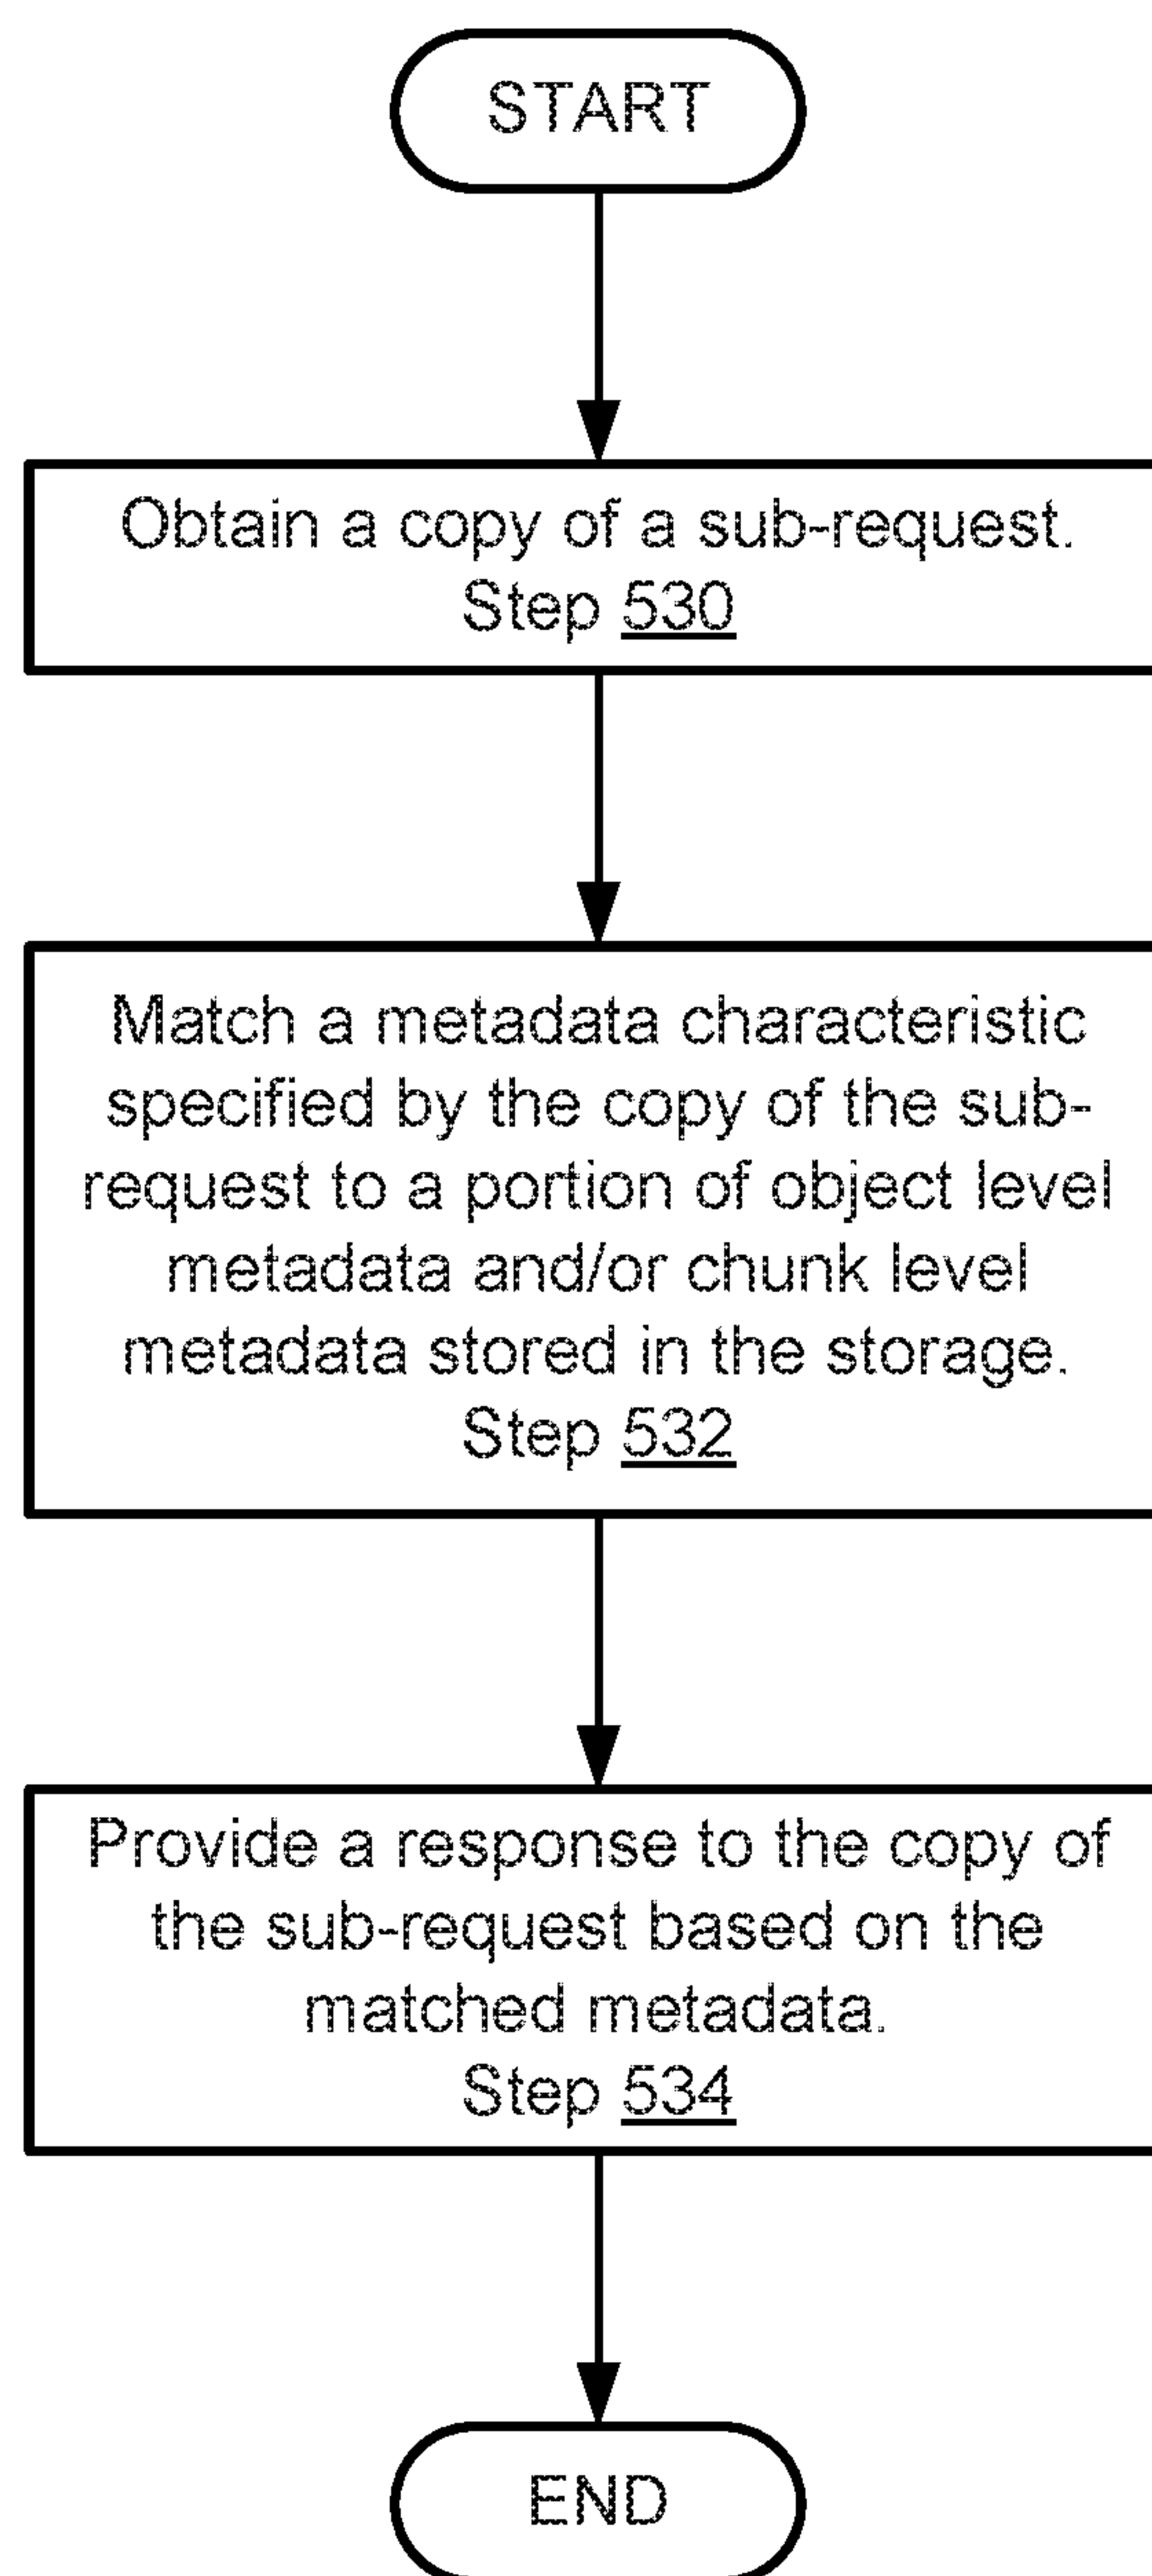 START
Obtain a copy of a sub-request.
Step 530
Match a metadata characteristic
specified by the copy of the sub-
request to a portion of object level
metadata and/or chunk level
metadata stored in the storage.
Step 532
Provide a response to the copy of
the sub-request based on the
matched metadata.
Step 534
END